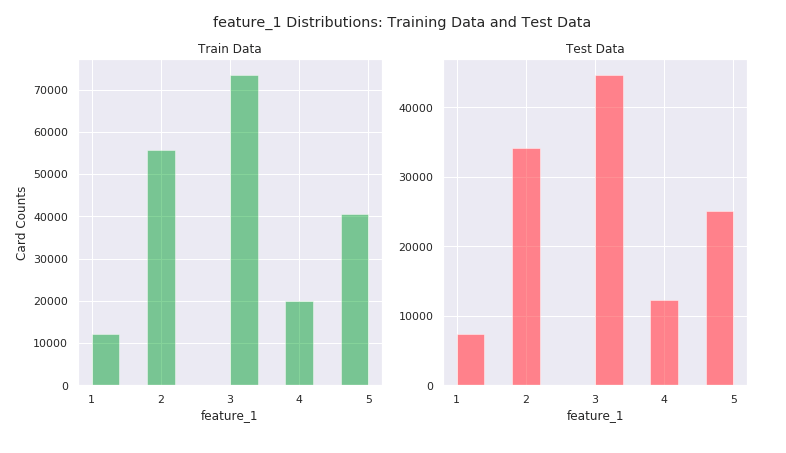 feature_1 Distributions: Training Data and Test Data
Train Data
Test Data
70000
60000
50000
40000
30000
20000
10000
0
Card Counts
1 2 3 4 5
feature_1
40000
30000
20000
10000
0
1 2 3 4 5
feature_1